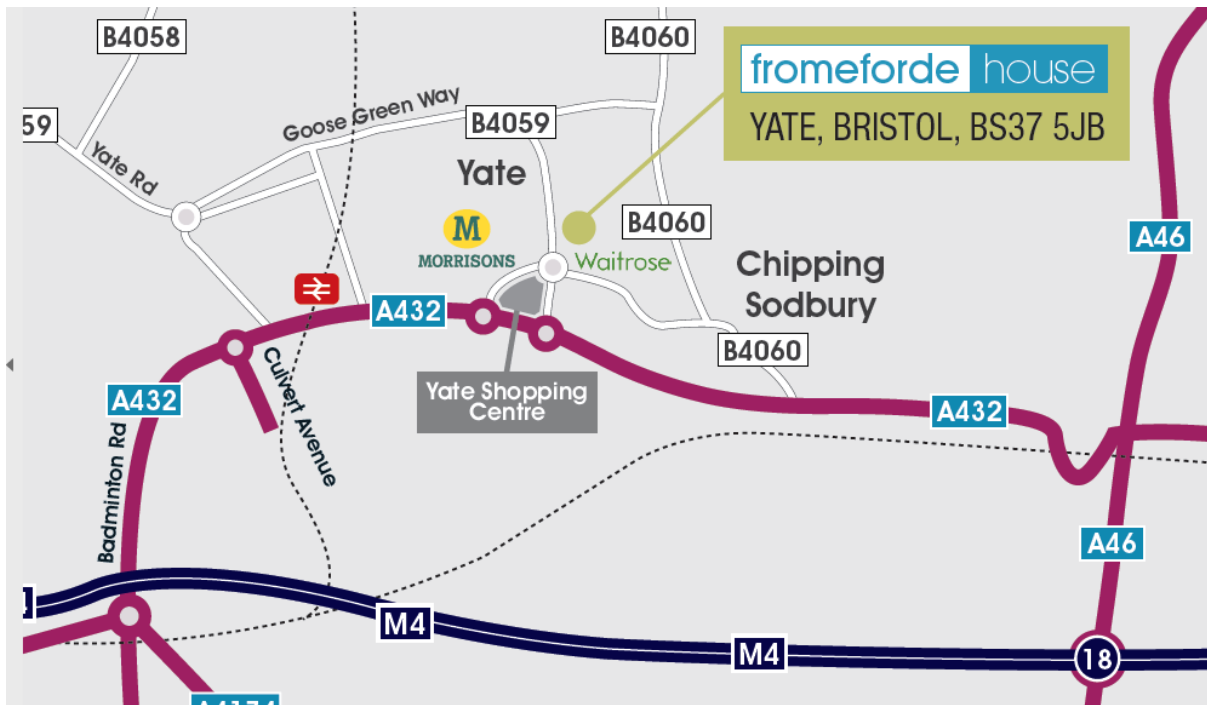 B4058
B4060
fromeforde house
YATE, BRISTOL, BS37 5JB
59
Goose Green Way
B4059
Yate Rd
Yate
M
MORRISONS
B4060
Waitrose
A46
Chipping
Sodbury
A432
B4060
Culvert Avenue
Yate Shopping
Centre
A432
A432
Badminton Rd
A46
M4
M4
18